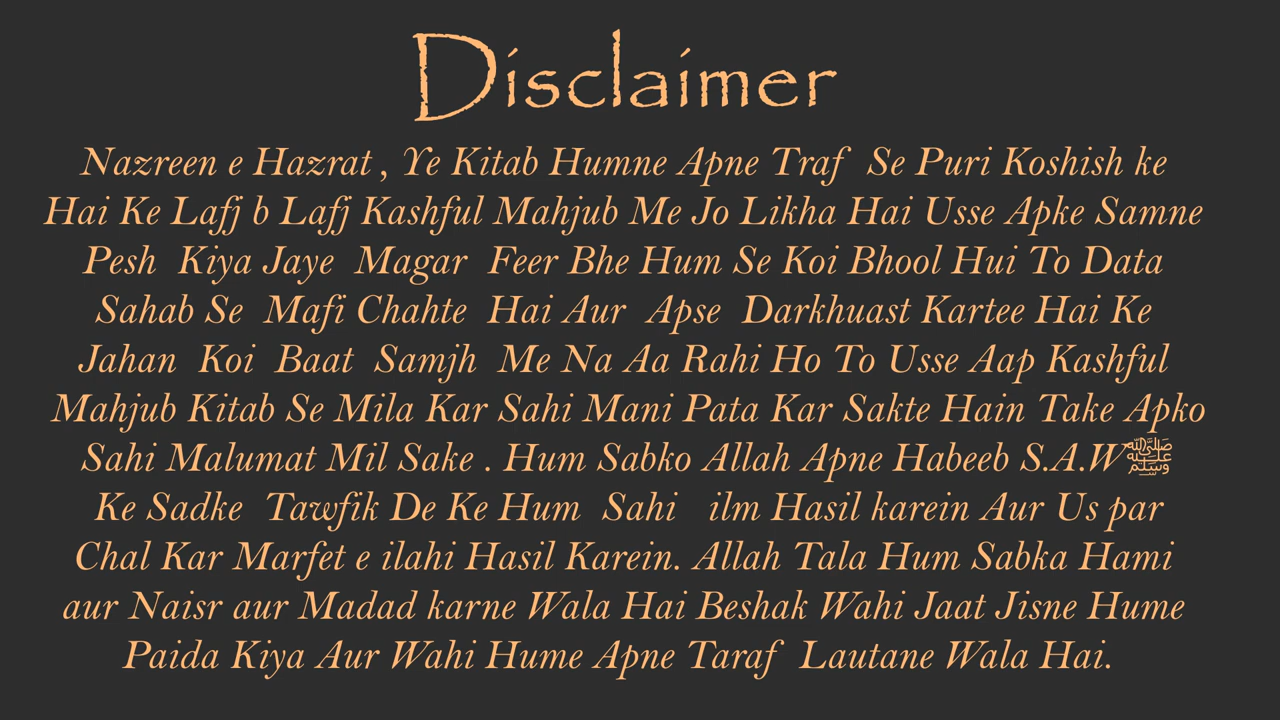 Disclaimer
Nazreen e Hazrat , Ye Kitab Humne Apne Traf Se Puri Koshish ke
Hai Ke Lafj b Lafj Kashful Mahjub Me Jo Likha Hai Usse Apke Samne
Pesh Kiya Jaye Magar Feer Bhe Hum Se Koi Bhool Hui To Data
Sahab Se Mafi Chahte Hai Aur Apse Darkhuast Kartee Hai Ke
Jahan Koi Baat Samjh Me Na Aa Rahi Ho To Usse Aap Kashful
Mahjub Kitab Se Mila Kar Sahi Mani Pata Kar Sakte Hain Take Apko
Sahi Malumat Mil Sake . Hum Sabko Allah Apne Habeeb S.A.Wﷺ
Ke Sadke Tawfik De Ke Hum Sahi ilm Hasil karein Aur Us par
Chal Kar Marfet e ilahi Hasil Karein. Allah Tala Hum Sabka Hami
aur Naisr aur Madad karne Wala Hai Beshak Wahi Jaat Jisne Hume
Paida Kiya Aur Wahi Hume Apne Taraf Lautane Wala Hai.